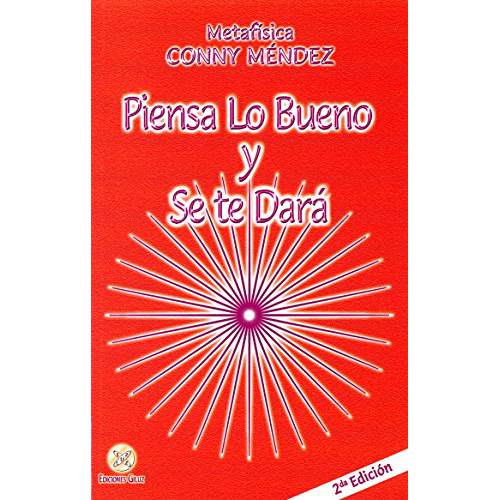 Metafísica
CONNY MÉNDEZ
Piensa Lo Bueno
y
Se te Dará
EDICIONES GILUZ
2da Edición